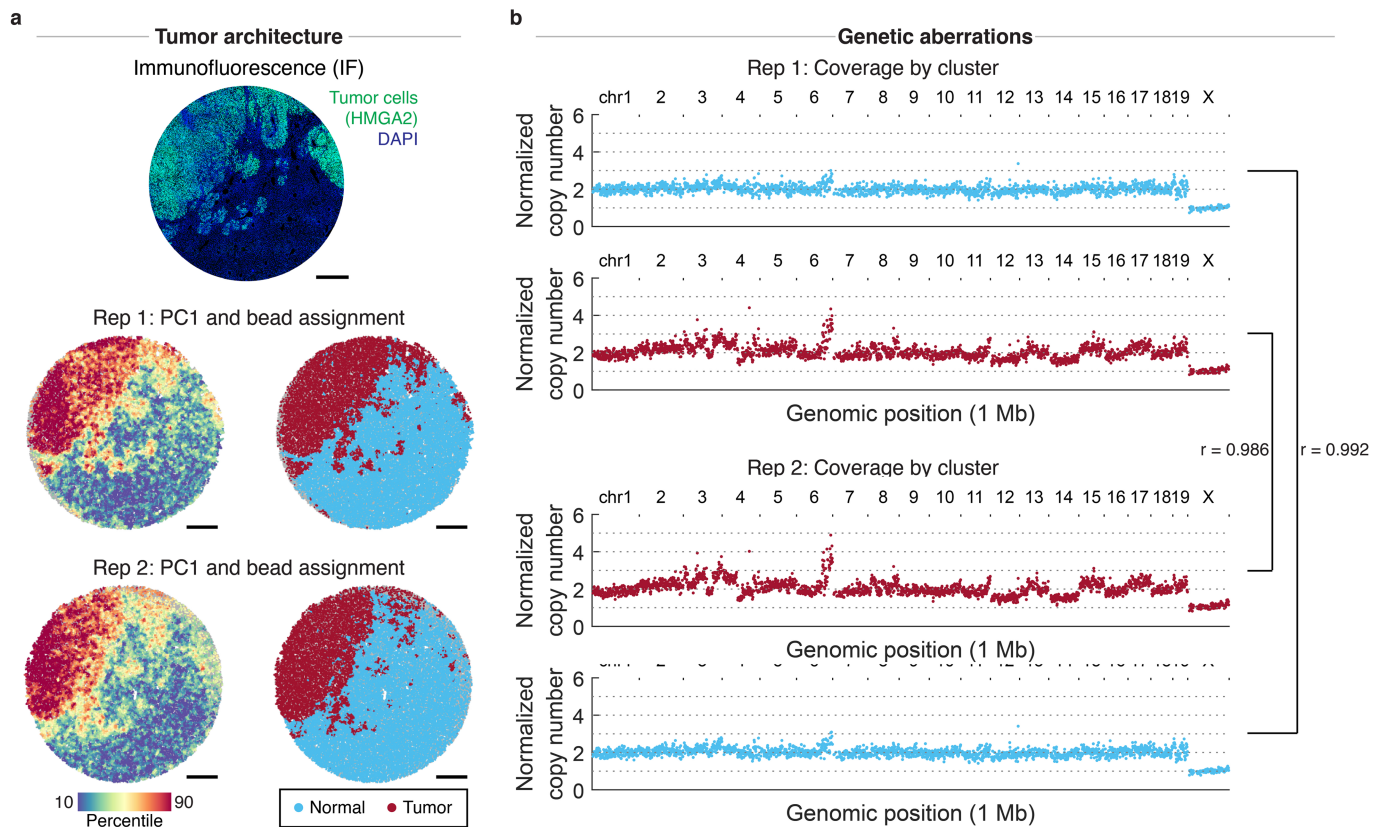 a
Tumor architecture
Immunofluorescence (IF)
Tumor cells
(HMGA2)
DAPI
Rep 1: PC1 and bead assignment
Rep 2: PC1 and bead assignment
10
90
Percentile
Normal
Tumor
b
Genetic aberrations
Rep 1: Coverage by cluster
chr1 2 3 4 5 6 7 8 9 10 11 12 13 14 15 16 17 18 19 X
Normalized
copy number
6
4
2
0
chr1 2 3 4 5 6 7 8 9 10 11 12 13 14 15 16 17 18 19 X
Normalized
copy number
6
4
2
0
Genomic position (1 Mb)
r = 0.986
r = 0.992
Rep 2: Coverage by cluster
chr1 2 3 4 5 6 7 8 9 10 11 12 13 14 15 16 17 18 19 X
Normalized
copy number
6
4
2
0
Genomic position (1 Mb)
Normalized
copy number
6
4
2
0
Genomic position (1 Mb)